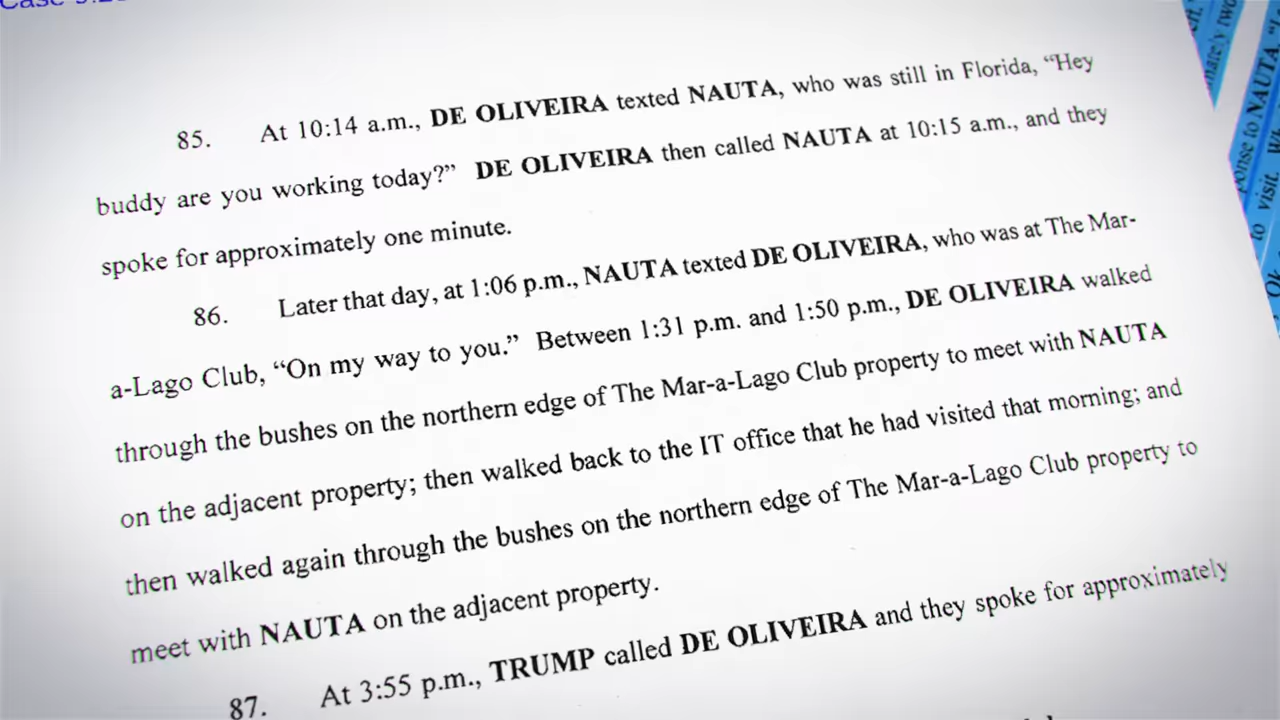 85. At 10:14 a.m., DE OLIVEIRA texted NAUTA, who was still in Florida, “Hey
buddy are you working today?” DE OLIVEIRA then called NAUTA at 10:15 a.m., and they
spoke for approximately one minute.
86. Later that day, at 1:06 p.m., NAUTA texted DE OLIVEIRA, who was at The Mar-
a-Lago Club, “On my way to you.” Between 1:31 p.m. and 1:50 p.m., DE OLIVEIRA walked
through the bushes on the northern edge of The Mar-a-Lago Club property to meet with NAUTA
on the adjacent property; then walked back to the IT office that he had visited that morning; and
then walked again through the bushes on the northern edge of The Mar-a-Lago Club property to
meet with NAUTA on the adjacent property.
87. At 3:55 p.m., TRUMP called DE OLIVEIRA and they spoke for approximately
to NAUTA,
to visit.